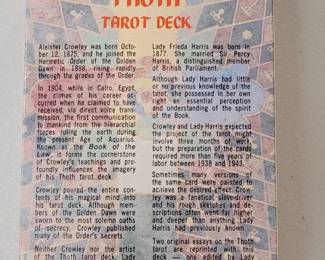 THOTH
TAROT DECK
Aleister Crowley was born Octo-
ber 12, 1875, and he joined the
Hermetic Order of the Golden
Dawn in 1898, rising rapidly
through the grades of the Order.
In 1904, while in Cairo, Egypt,
the climax of his career oc-
curred when he claimed to have
received, via direct voice trans-
mission, the first communication
to mankind from the hierarchical
forces ruling the earth during
the present Age of Aquarius.
Known as the Book of the
Law, it forms the cornerstone
of Crowley's teachings and pro-
foundly influences the imagery
of his Thoth tarot deck.
Crowley poured the entire con-
tents of his magical mind into
his tarot deck. Although mem-
bers of the Golden Dawn were
sworn to the most solemn oaths
of secrecy, Crowley published
many of the Order's secrets.
Neither Crowley nor the artist
of the Thoth tarot deck, Lady
Lady Frieda Harris was born in
1877. She married Sir Percy
Harris, a distinguished member
of British Parliament.
Although Lady Harris had little
or no previous knowledge of the
tarot, she possessed in her own
right an essential perception
and understanding of the spirit
of the Book.
Crowley and Lady Harris expected
the project of the tarot might
involve three months of work,
but the preparation of the cards
required more than five years of
labor between 1938 and 1943.
Sometimes many versions of
the same card were painted to
achieve the desired effect. Crow-
ley was a fanatical slave-driver
and his rough sketches and de-
scriptions often went far higher
and deeper than anything Lady
Harris had previously known.
Two original essays on the Thoth
tarot are reprinted with this
deck — one edited by Lady